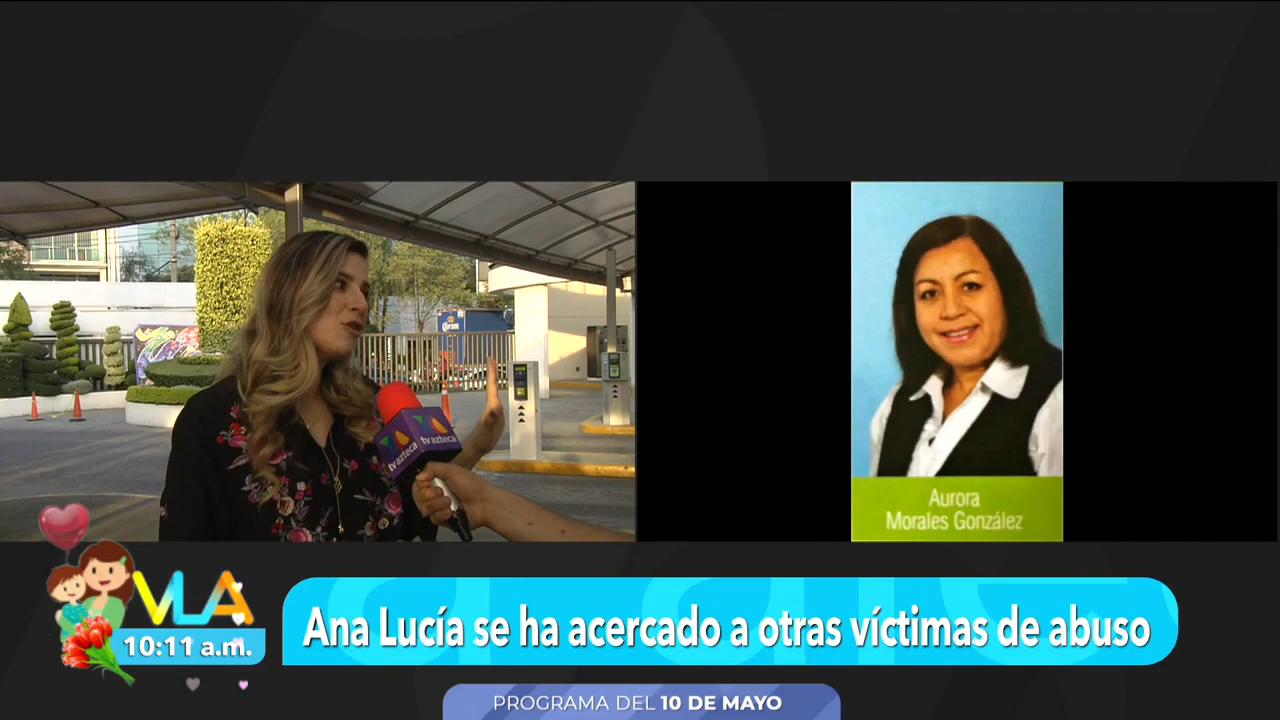 Corona
tv azteca
tv azteca
Aurora
Morales González
VLA
10:11 a.m.
Ana Lucía se ha acercado a otras víctimas de abuso
PROGRAMA DEL 10 DE MAYO